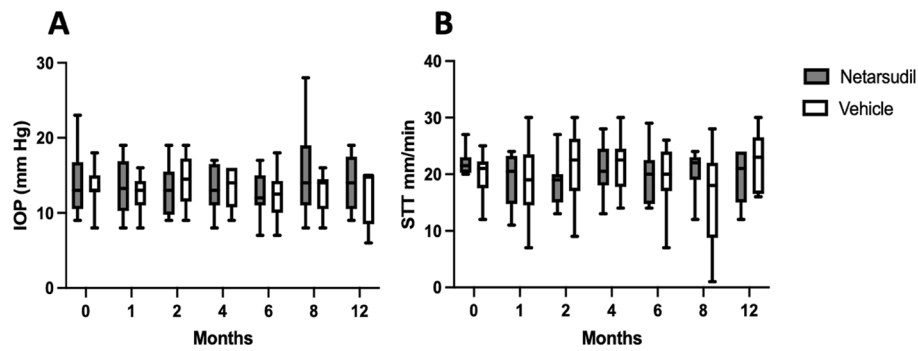 A
IOP (mm Hg)
30
20
10
0
0 1 2 4 6 8 12
Months
B
STT mm/min
40
30
20
10
0
0 1 2 4 6 8 12
Months
Netarsudil
Vehicle